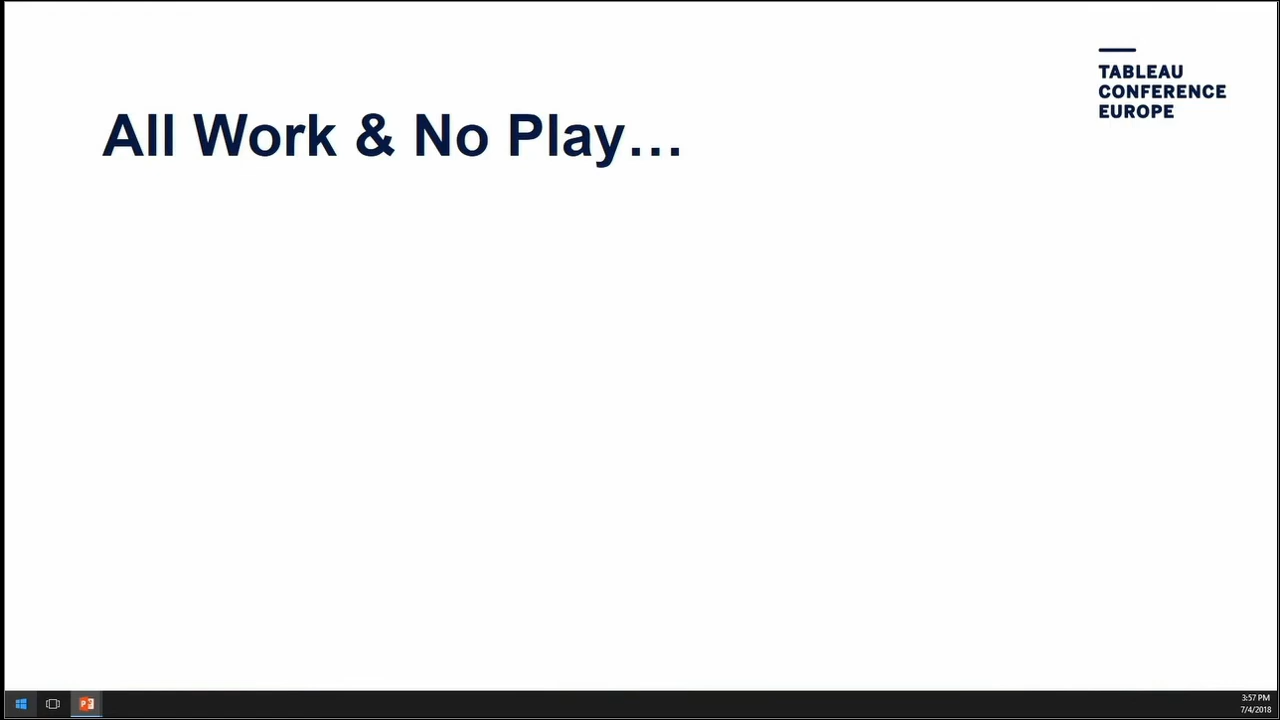 TABLEAU
CONFERENCE
EUROPE
All Work & No Play…
3:57 PM
7/4/2018